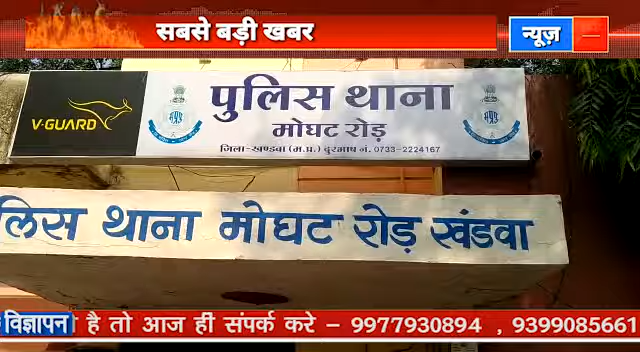 सबसे बड़ी खबर
न्यूज़
V-GUARD
पुलिस थाना
मोघट रोड़
जिला-खण्डवा (म.प्र.) दुरभाष नं. 0733-2224167
लिस थाना मोघट रोड़ खंडवा
विज्ञापन है तो आज हीं संपर्क करे – 9977930894 , 9399085661